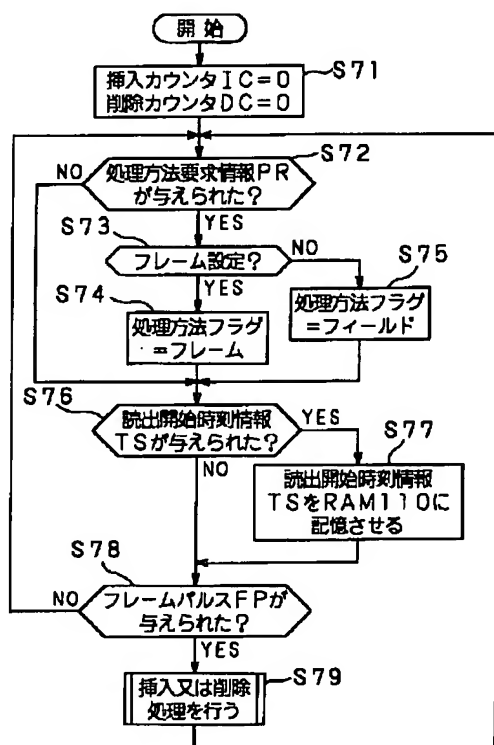 開始
S71
挿入カウンタIC=0
削除カウンタDC=0
S72
処理方法要求情報PR
が与えられた?
NO
YES
S73
フレーム設定?
NO
YES
S74
処理方法フラグ
=フレーム
S75
処理方法フラグ
=フィールド
S76
読出開始時刻情報
TSが与えられた?
YES
NO
S77
読出開始時刻情報
TSをRAM110に
記憶させる
S78
フレームパルスFPが
与えられた?
NO
YES
S79
挿入又は削除
処理を行う